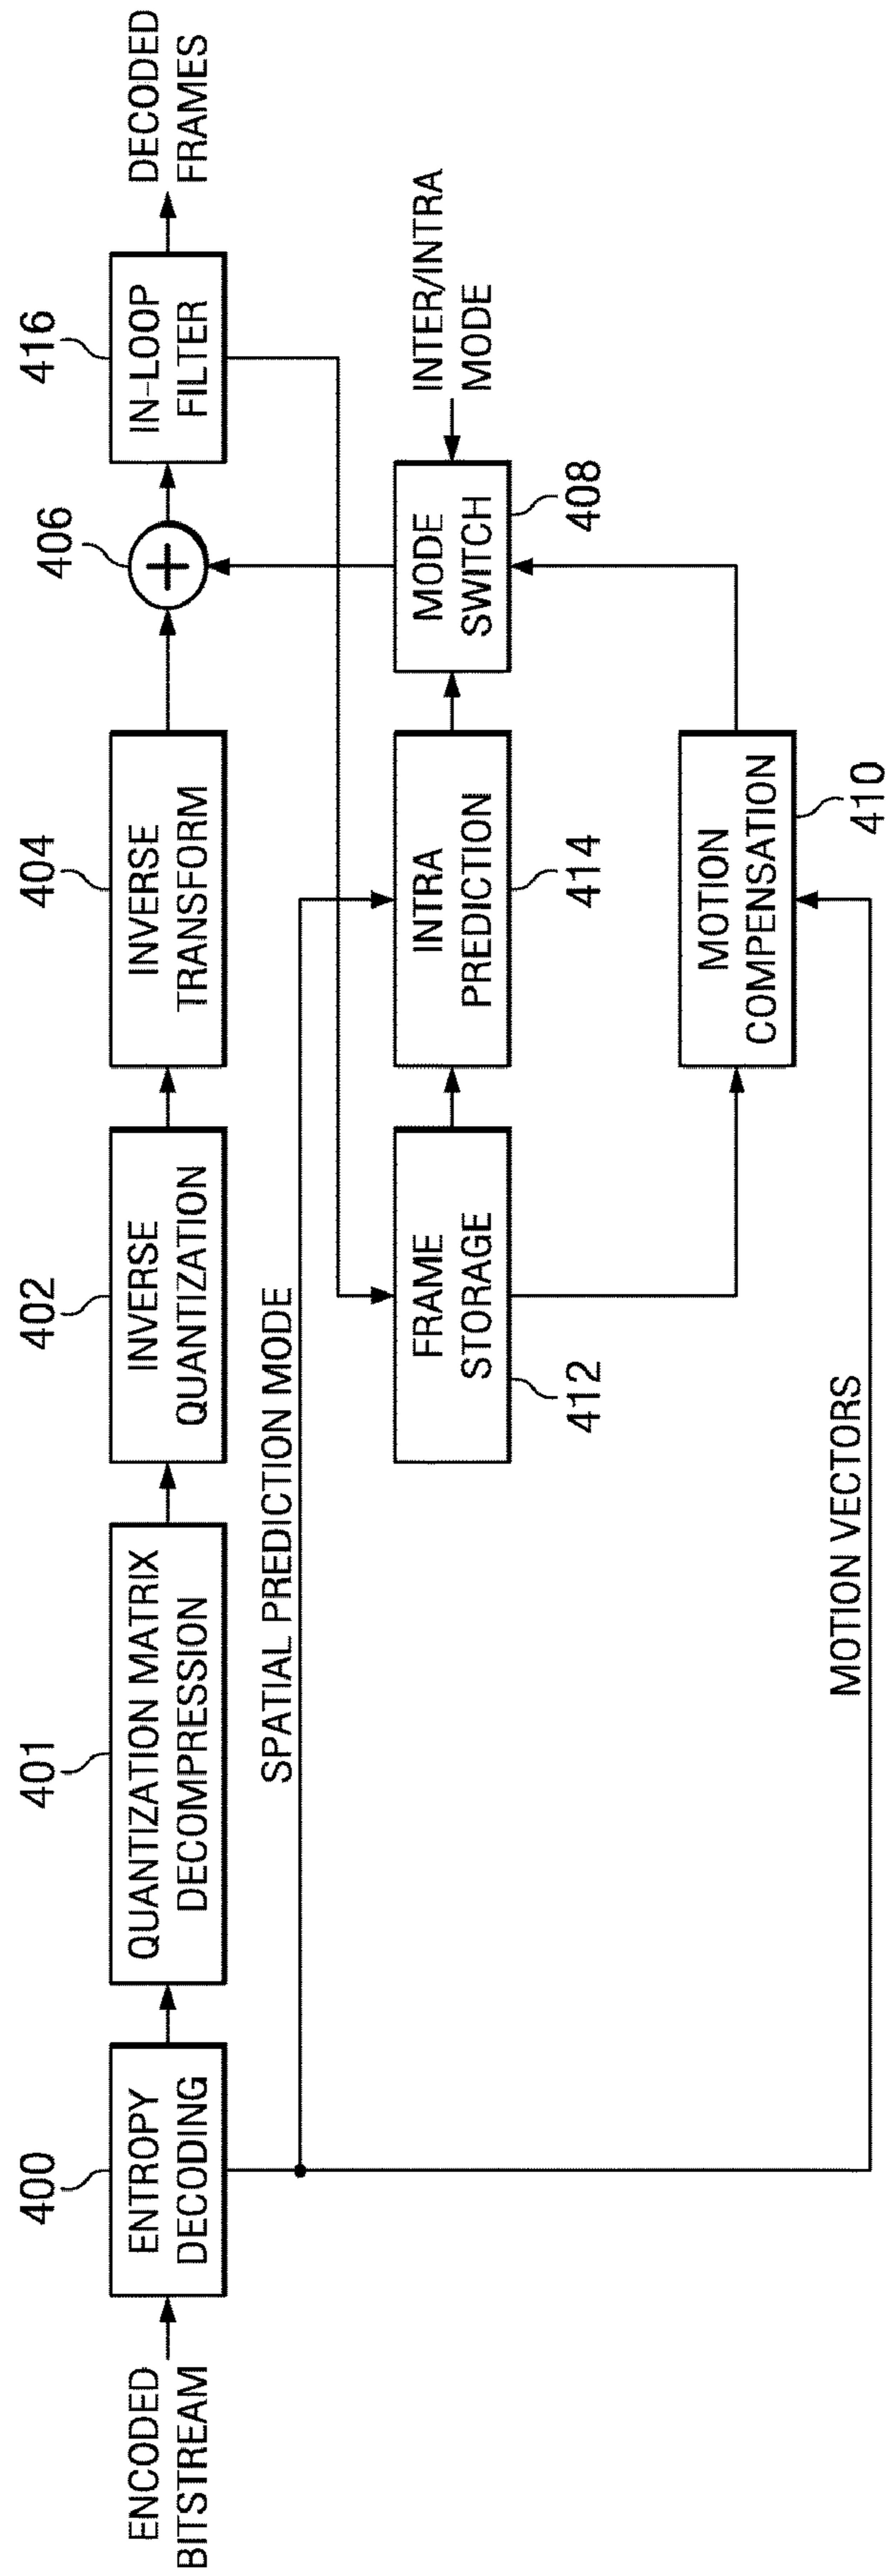 ENCODED
BITSTREAM
400
ENTROPY
DECODING
401
QUANTIZATION MATRIX
DECOMPRESSION
402
INVERSE
QUANTIZATION
404
INVERSE
TRANSFORM
406
+
416
IN-LOOP
FILTER
DECODED
FRAMES
SPATIAL PREDICTION MODE
FRAME
STORAGE
412
INTRA
PREDICTION
414
MODE
SWITCH
408
INTER/INTRA
MODE
MOTION
COMPENSATION
410
MOTION VECTORS